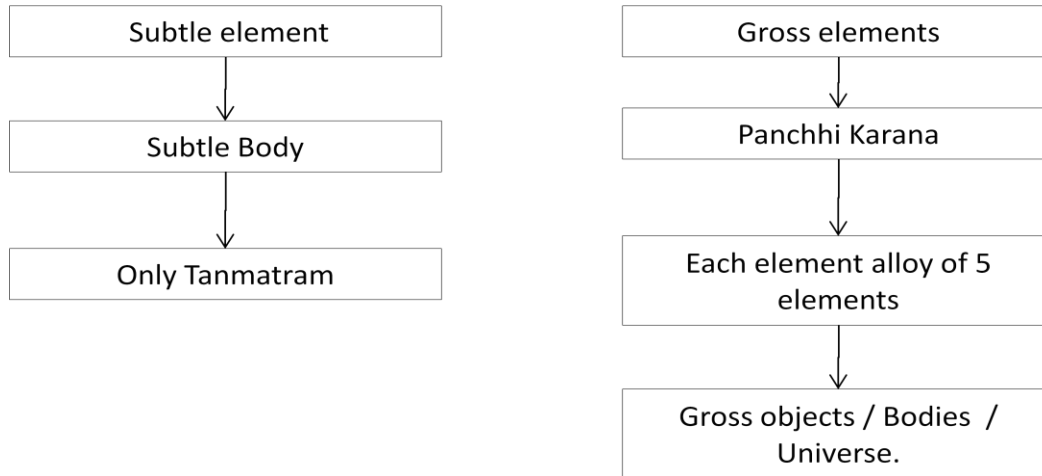 Subtle element
Subtle Body
Only Tanmatram
Gross elements
Panchhi Karana
Each element alloy of 5
elements
Gross objects / Bodies /
Universe.